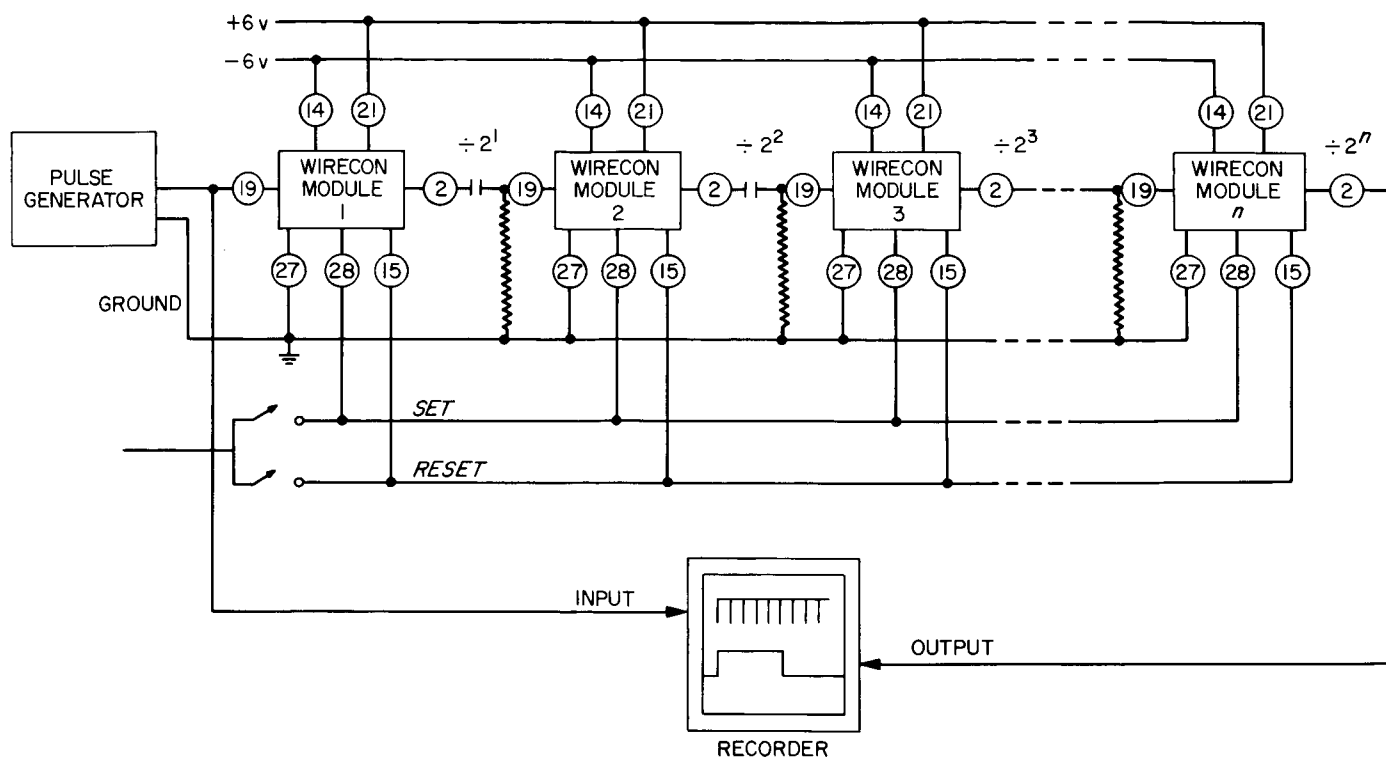 +6 v
−6 v
14 21 14 21 14 21 14 21
÷2¹ ÷2² ÷2³ ÷2ⁿ
PULSE
GENERATOR
19
WIRECON
MODULE
1
2
19
WIRECON
MODULE
2
2
19
WIRECON
MODULE
3
2
19
WIRECON
MODULE
n
2
27 28 15 27 28 15 27 28 15 27 28 15
GROUND
SET
RESET
INPUT
OUTPUT
RECORDER